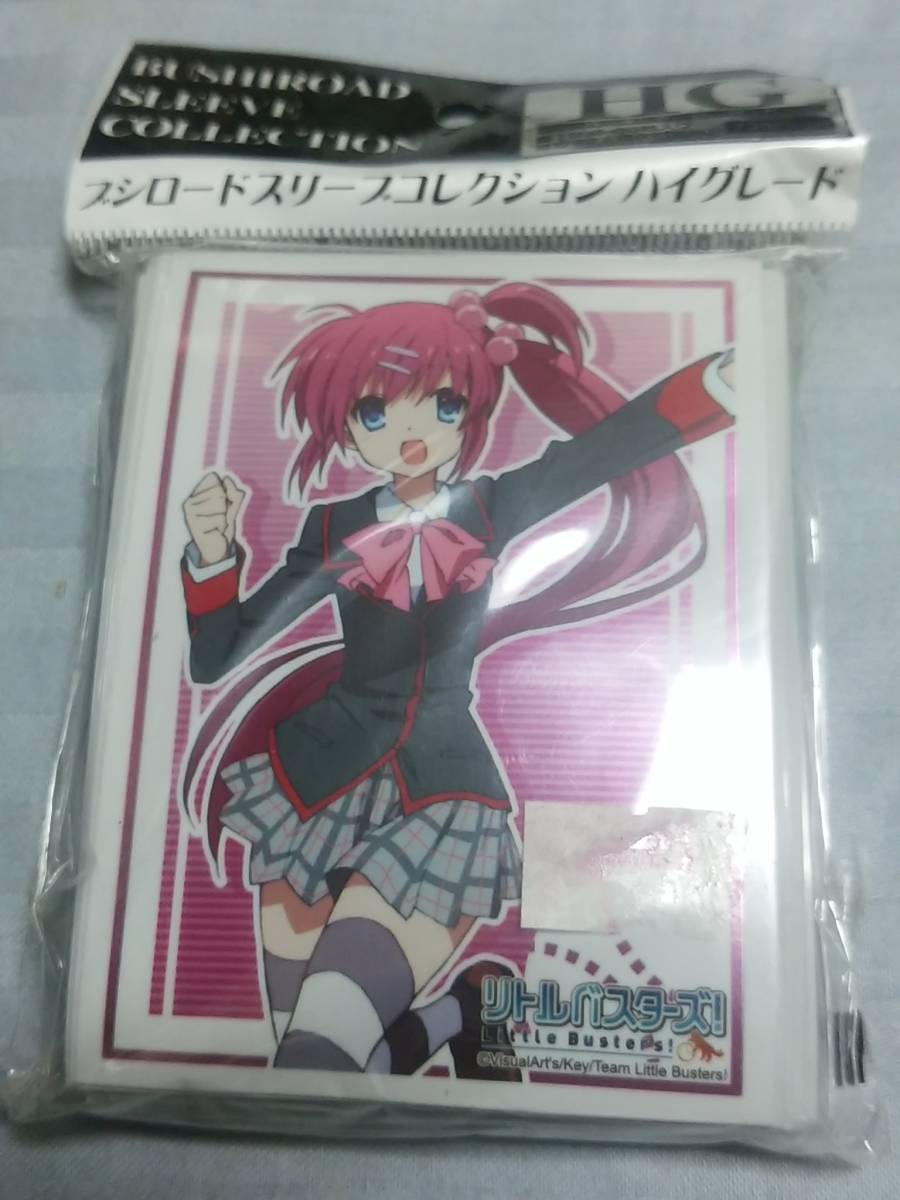 BUSHIROAD
SLEEVE
COLLECTION
HG
ブシロードスリーブコレクション ハイグレード
リトルバスターズ!
Little Busters!
©VisualArt's/Key/Team Little Busters!